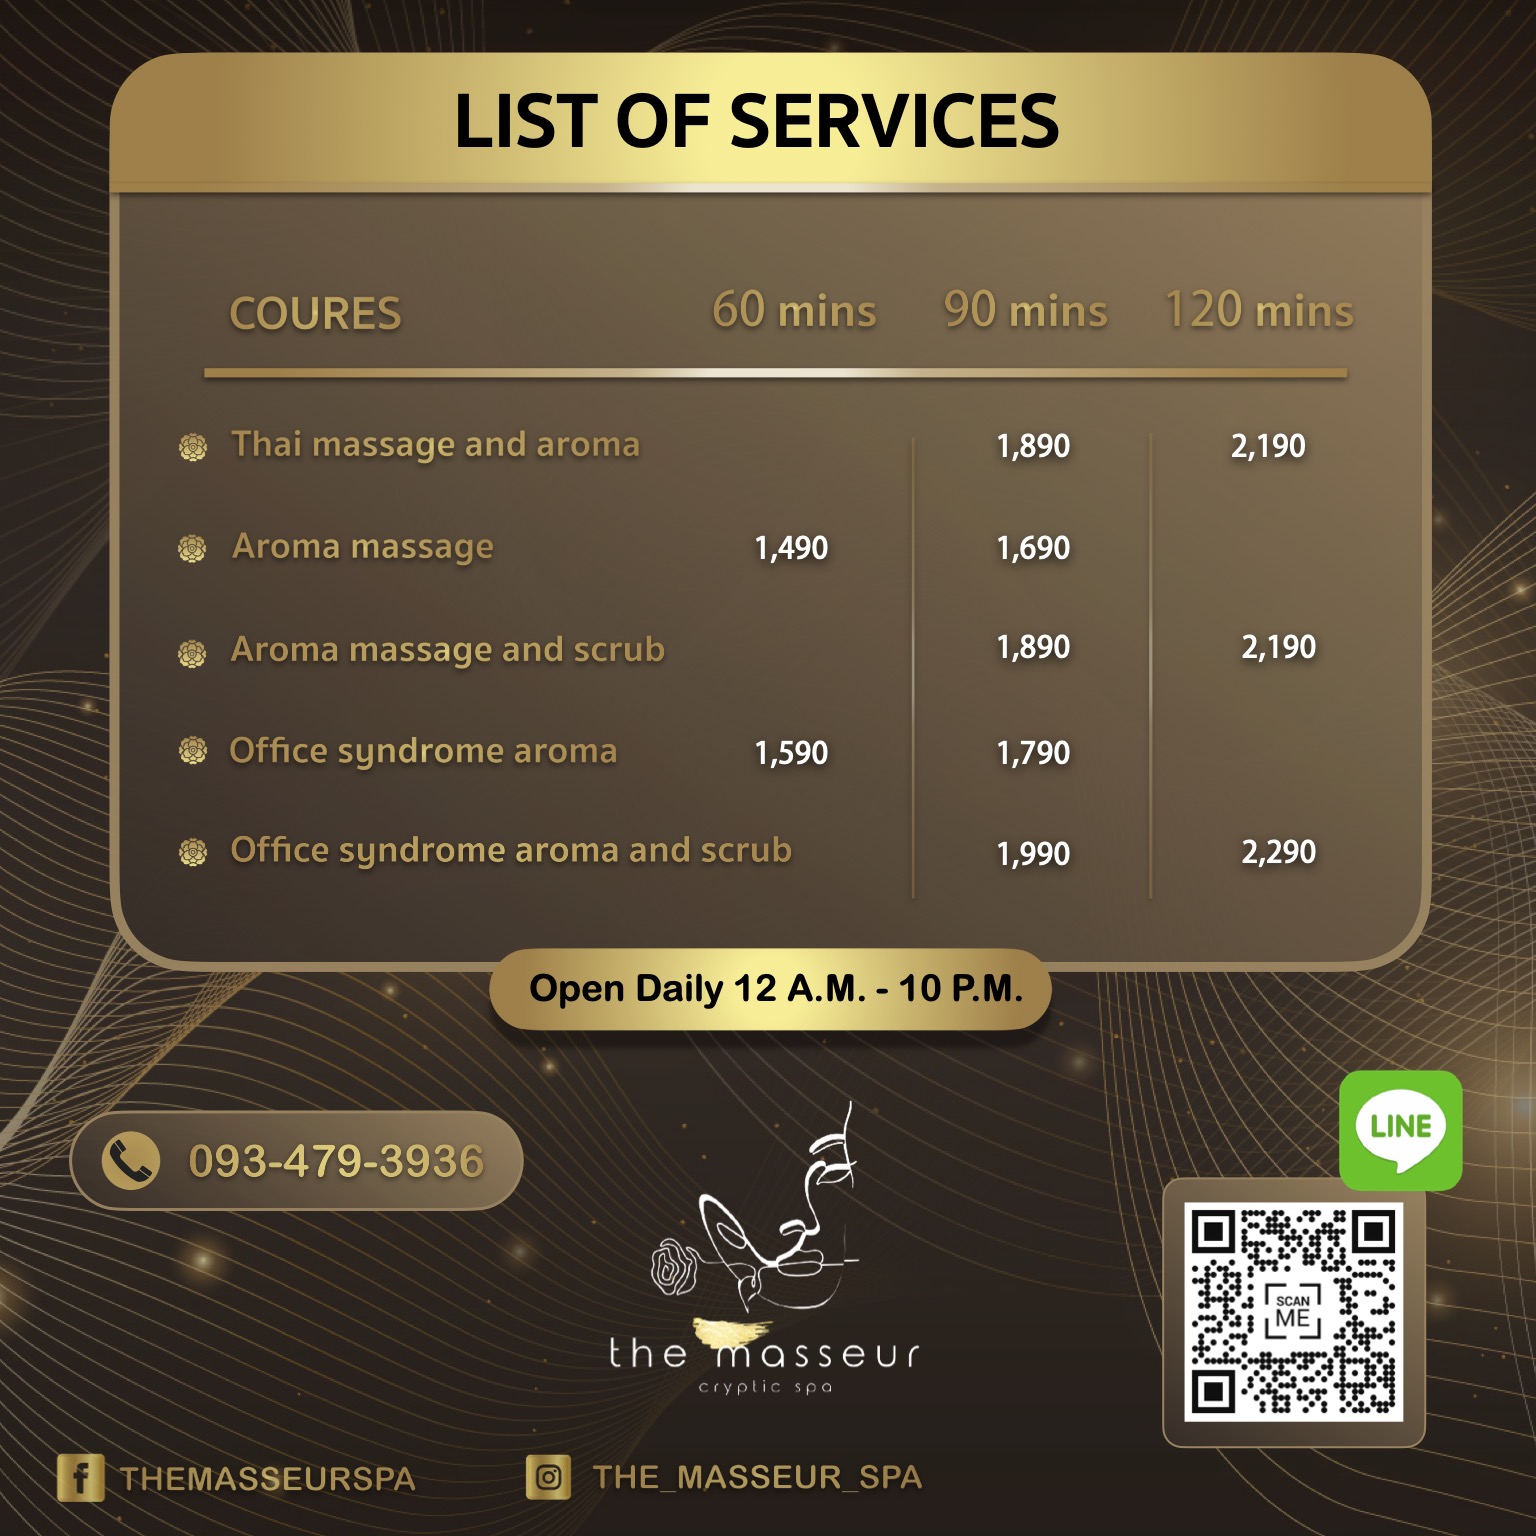 LIST OF SERVICES
COURES 60 mins 90 mins 120 mins
Thai massage and aroma 1,890 2,190
Aroma massage 1,490 1,690
Aroma massage and scrub 1,890 2,190
Office syndrome aroma 1,590 1,790
Office syndrome aroma and scrub 1,990 2,290
Open Daily 12 A.M. - 10 P.M.
LINE
093-479-3936
SCAN
ME
the masseur
cryptic spa
THEMASSEURSPA THE_MASSEUR_SPA